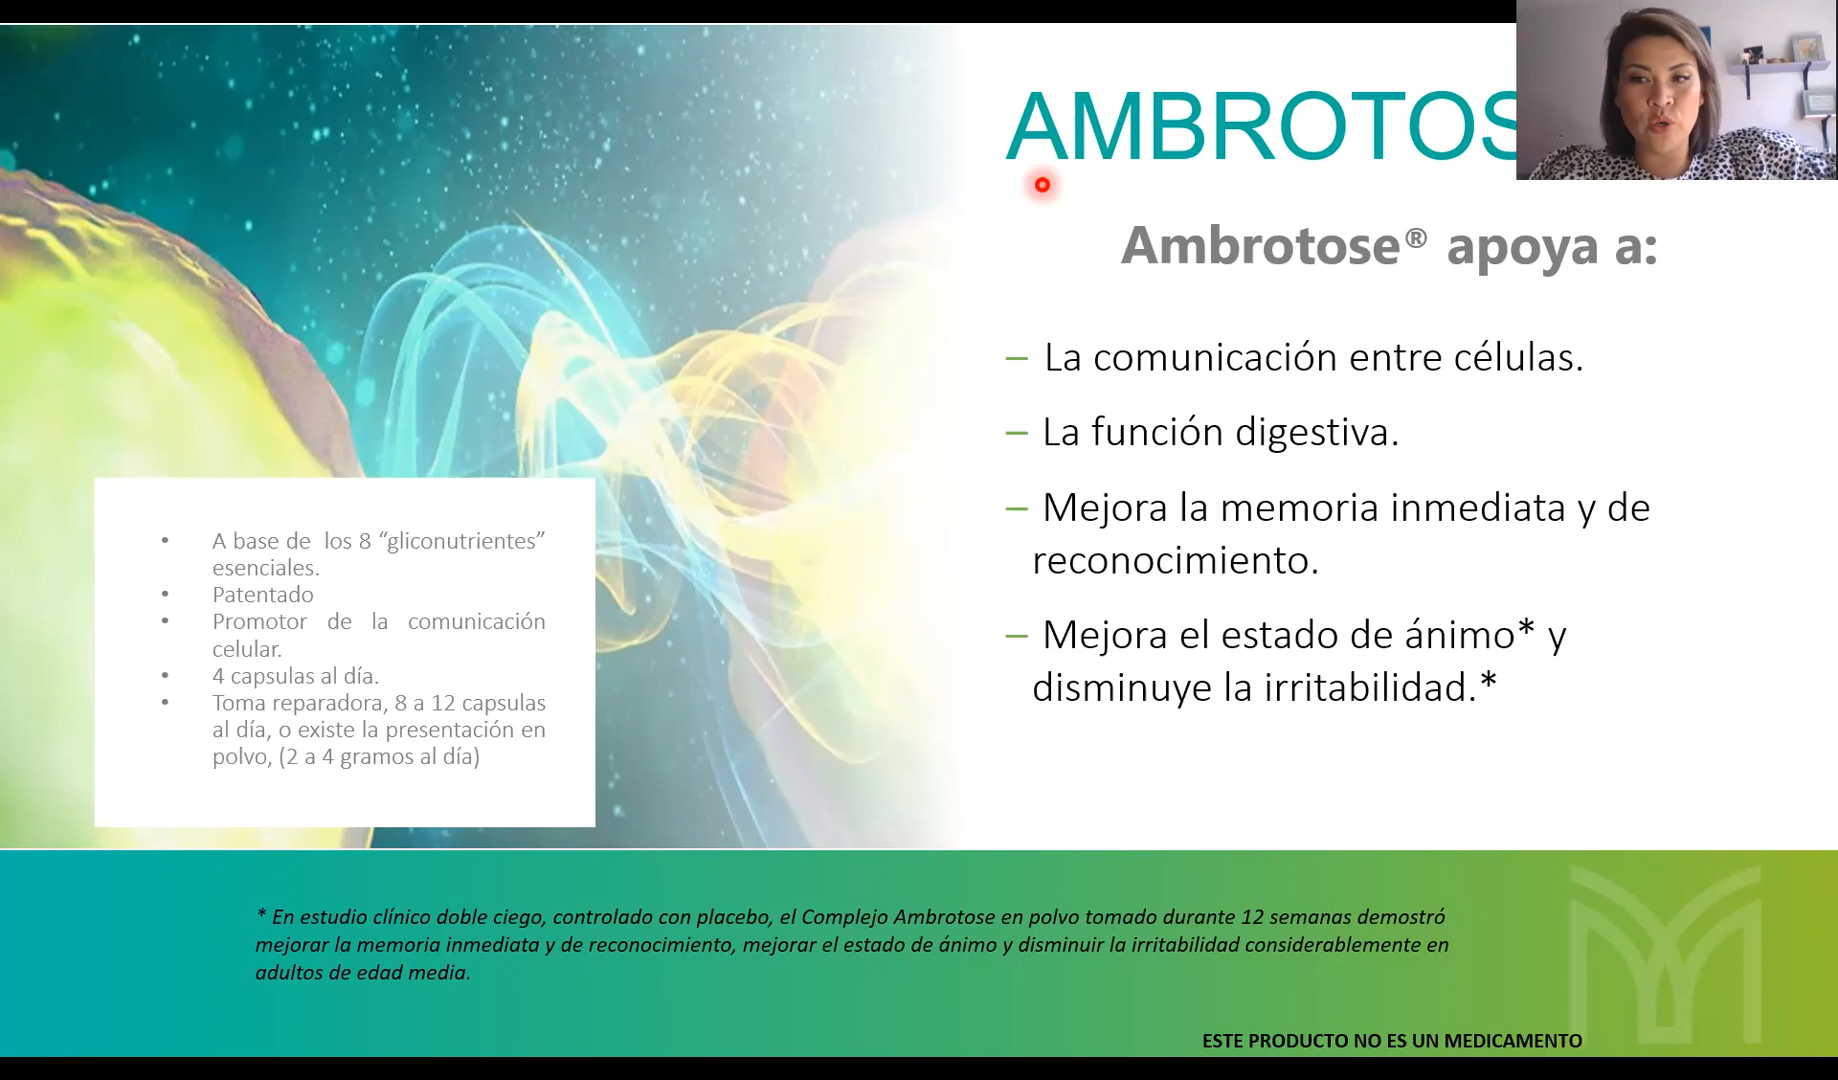 AMBROTOS
Ambrotose® apoya a:
– La comunicación entre células.
– La función digestiva.
– Mejora la memoria inmediata y de
reconocimiento.
– Mejora el estado de ánimo* y
disminuye la irritabilidad.*
• A base de los 8 “gliconutrientes”
esenciales.
• Patentado
• Promotor de la comunicación
celular.
• 4 capsulas al día.
• Toma reparadora, 8 a 12 capsulas
al día, o existe la presentación en
polvo, (2 a 4 gramos al día)
* En estudio clínico doble ciego, controlado con placebo, el Complejo Ambrotose en polvo tomado durante 12 semanas demostró
mejorar la memoria inmediata y de reconocimiento, mejorar el estado de ánimo y disminuir la irritabilidad considerablemente en
adultos de edad media.
ESTE PRODUCTO NO ES UN MEDICAMENTO